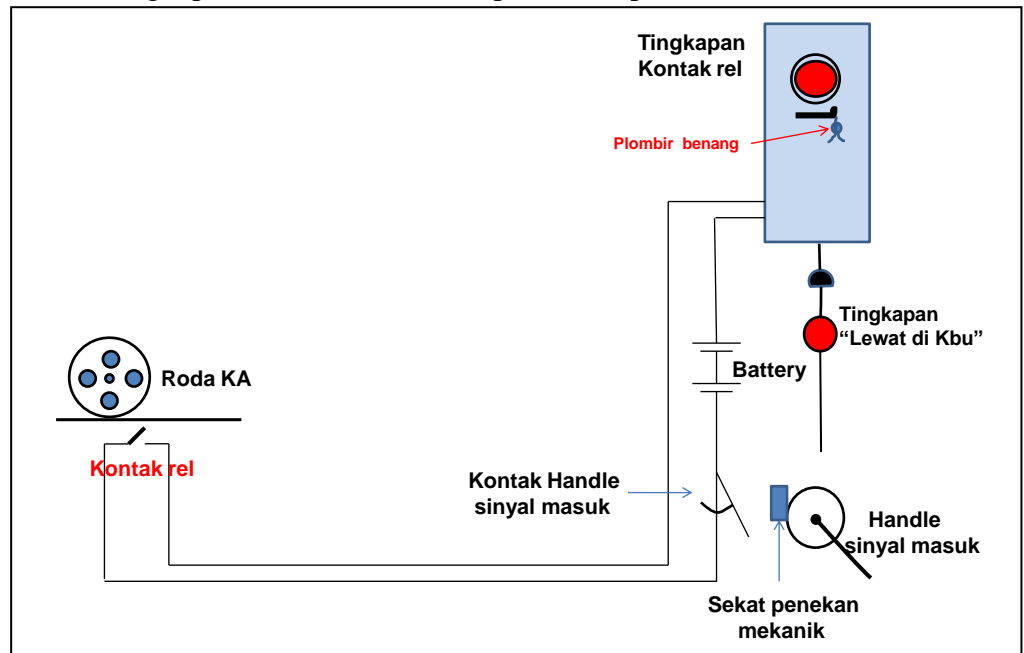 Tingkapan
Kontak rel
Plombir benang
Tingkapan
“Lewat di Kbu”
Battery
Roda KA
Kontak rel
Kontak Handle
sinyal masuk
Handle
sinyal masuk
Sekat penekan
mekanik